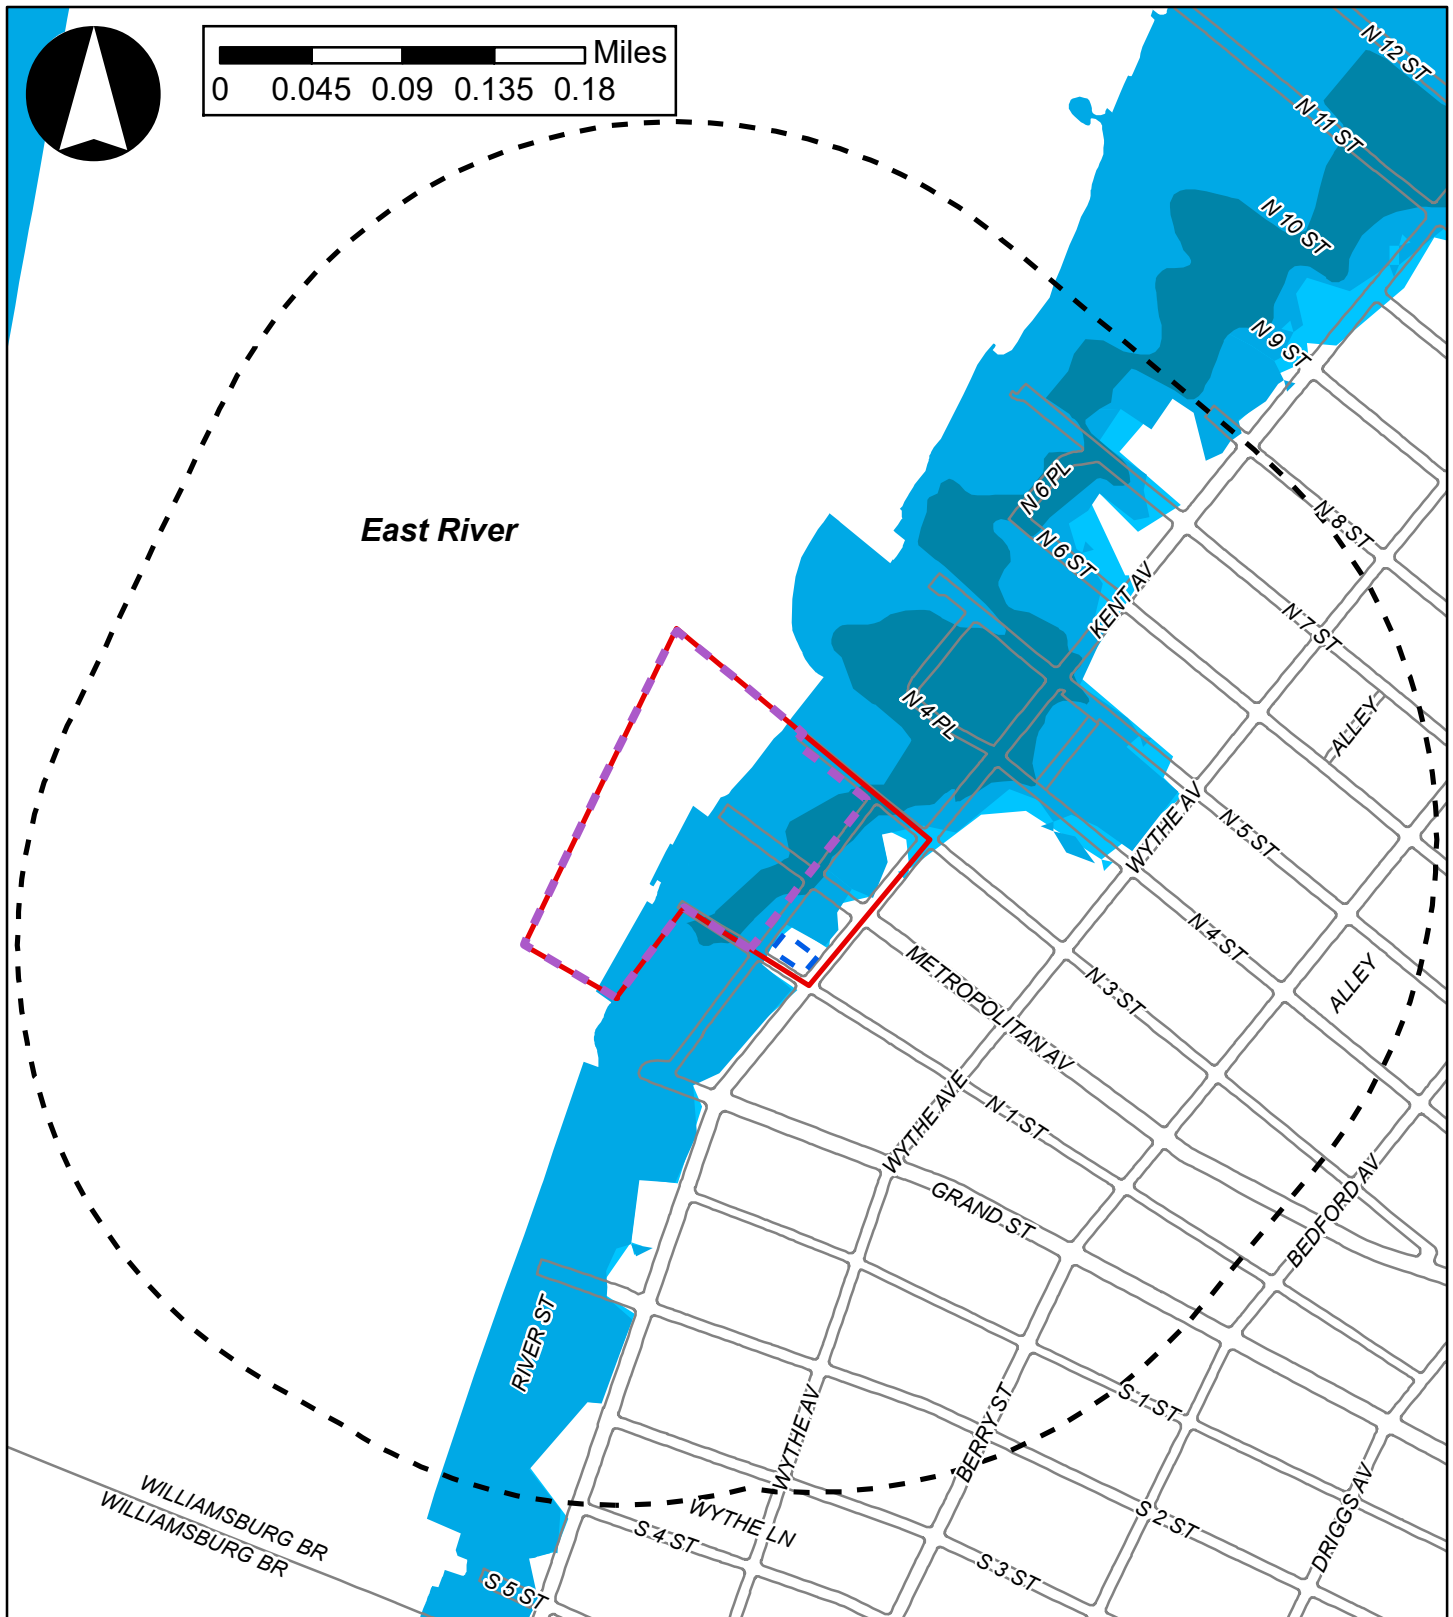 Miles
0 0.045 0.09 0.135 0.18
N 12 ST
N 11 ST
N 10 ST
N 9 ST
East River
N 6 PL
N 8 ST
N 6 ST
KENT AV
N 7 ST
N 4 PL
ALLEY
WYTHE AV
N 5 ST
N 4 ST
METROPOLITAN AV
N 3 ST
ALLEY
WYTHE AVE
N 1 ST
GRAND ST
BEDFORD AV
RIVER ST
S 1 ST
WYTHE AV
BERRY ST
WILLIAMSBURG BR
WILLIAMSBURG BR
WYTHE LN
S 4 ST
S 2 ST
DRIGGS AV
S 3 ST
S 5 ST